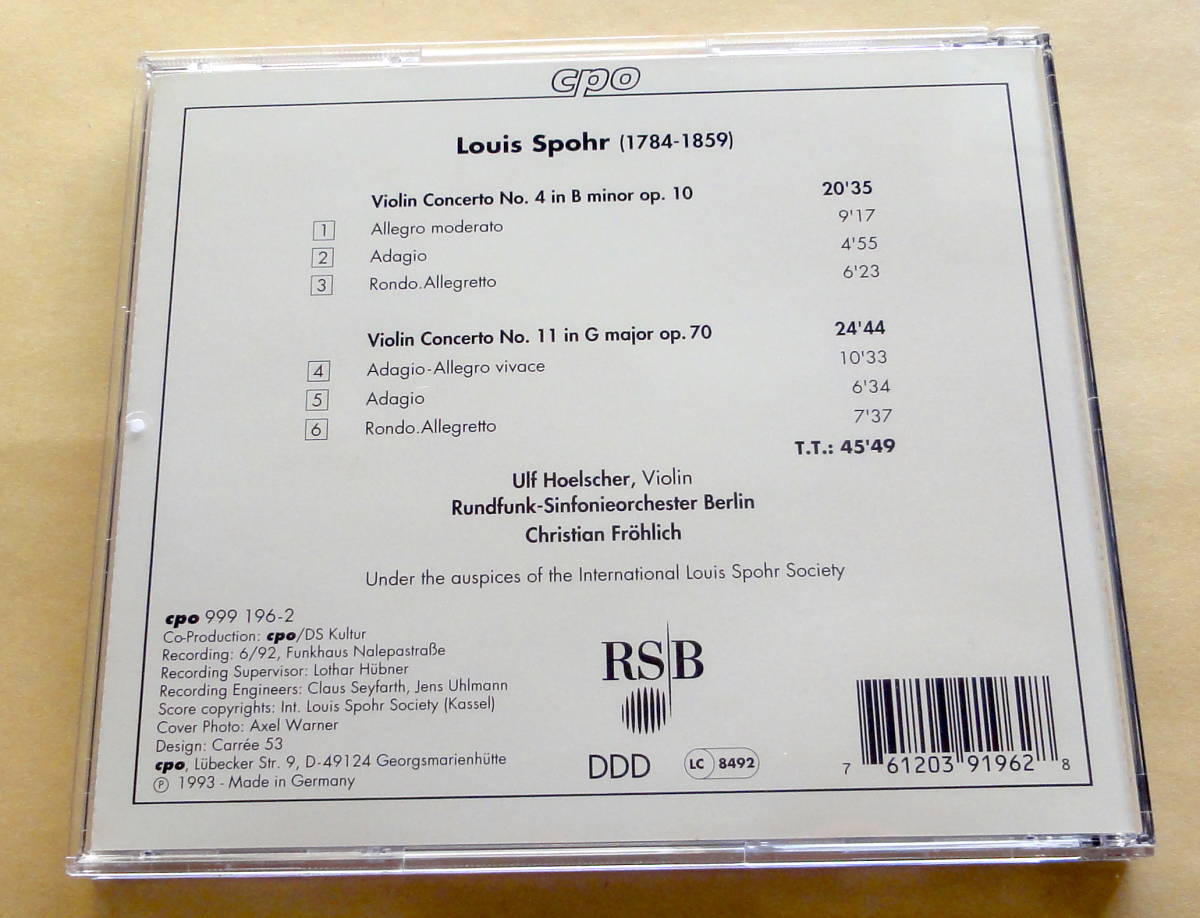 cpo
Louis Spohr (1784-1859)
Violin Concerto No. 4 in B minor op. 10 20'35
1 Allegro moderato 9'17
2 Adagio 4'55
3 Rondo.Allegretto 6'23
Violin Concerto No. 11 in G major op. 70 24'44
4 Adagio-Allegro vivace 10'33
5 Adagio 6'34
6 Rondo.Allegretto 7'37
T.T.: 45'49
Ulf Hoelscher, Violin
Rundfunk-Sinfonieorchester Berlin
Christian Fröhlich
Under the auspices of the International Louis Spohr Society
cpo 999 196-2
Co-Production: cpo/DS Kultur
Recording: 6/92, Funkhaus Nalepastraße
Recording Supervisor: Lothar Hübner
Recording Engineers: Claus Seyfarth, Jens Uhlmann
Score copyrights: Int. Louis Spohr Society (Kassel)
Cover Photo: Axel Warner
Design: Carrée 53
cpo, Lübecker Str. 9, D-49124 Georgsmarienhütte
℗ 1993 - Made in Germany
RSB
DDD
LC 8492
7 61203 91962 8